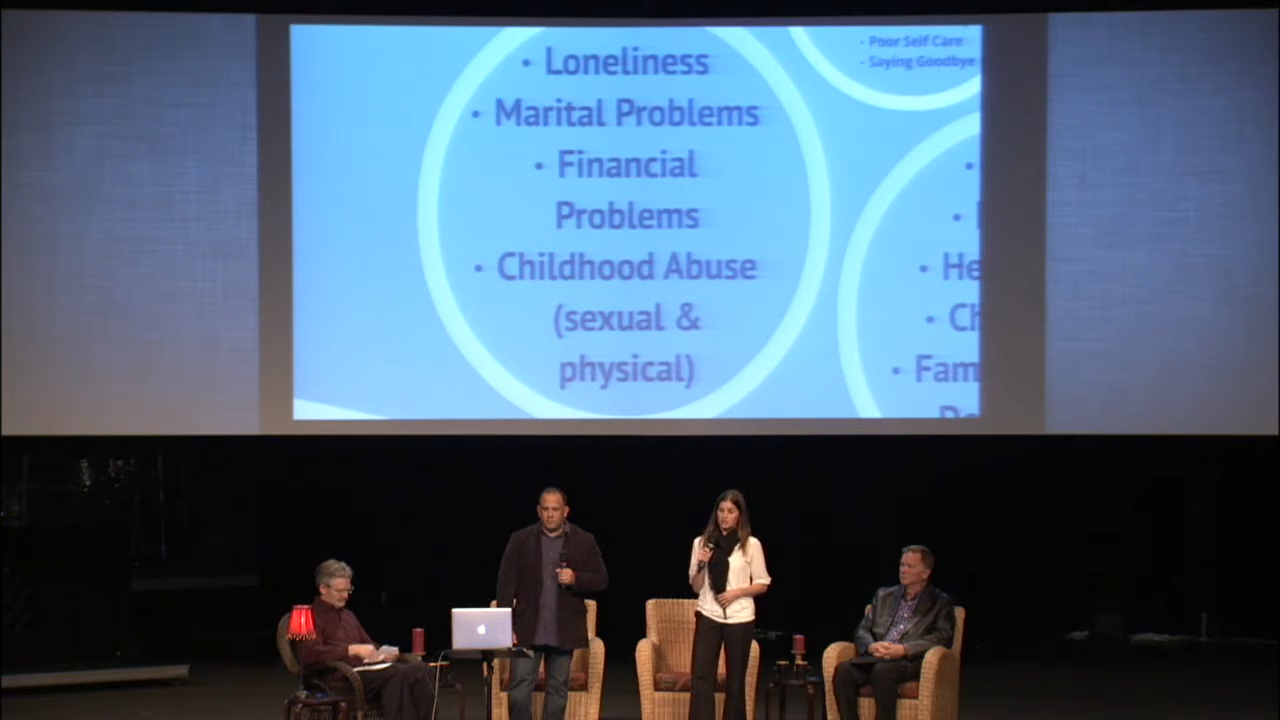 • Loneliness
• Marital Problems
• Financial
Problems
• Childhood Abuse
(sexual &
physical)
- Poor Self Care
- Saying Goodbye
• He
• Ch
• Fam